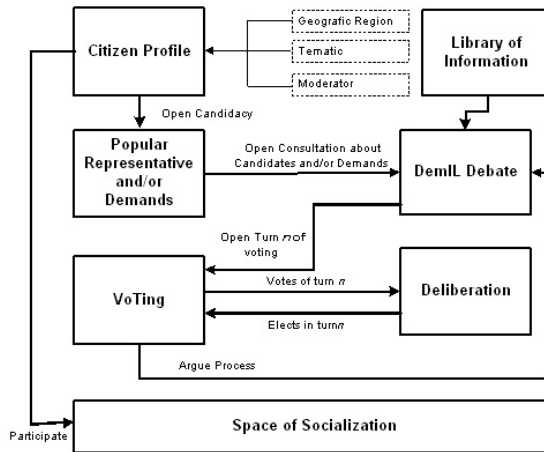 Geografic Region
Citizen Profile
Tematic
Library of
Information
Moderator
Open Candidacy
Popular
Representative
and/or
Demands
Open Consultation about
Candidates and/or Demands
DemIL Debate
Open Turn n of
voting
VoTing
Votes of turn n
Deliberation
Elects in turn n
Argue Process
Participate
Space of Socialization